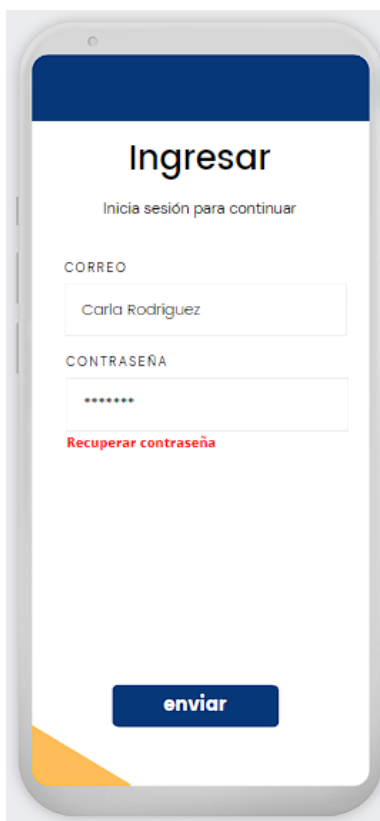 Ingresar
Inicia sesión para continuar
CORREO
Carla Rodriguez
CONTRASEÑA
*******
Recuperar contraseña
enviar